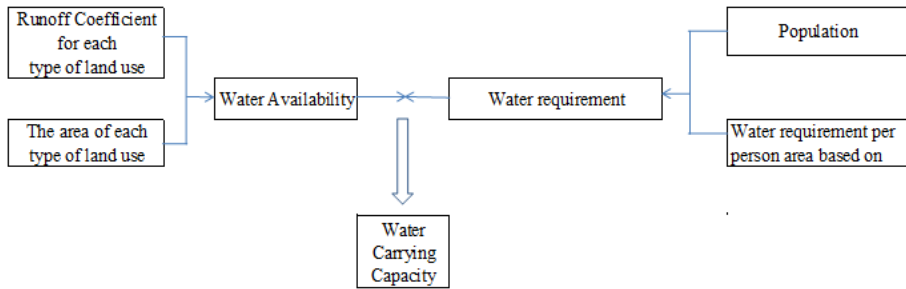 Runoff Coefficient
for each
type of land use
The area of each
type of land use
Water Availability
Water requirement
Population
Water requirement per
person area based on
Water
Carrying
Capacity